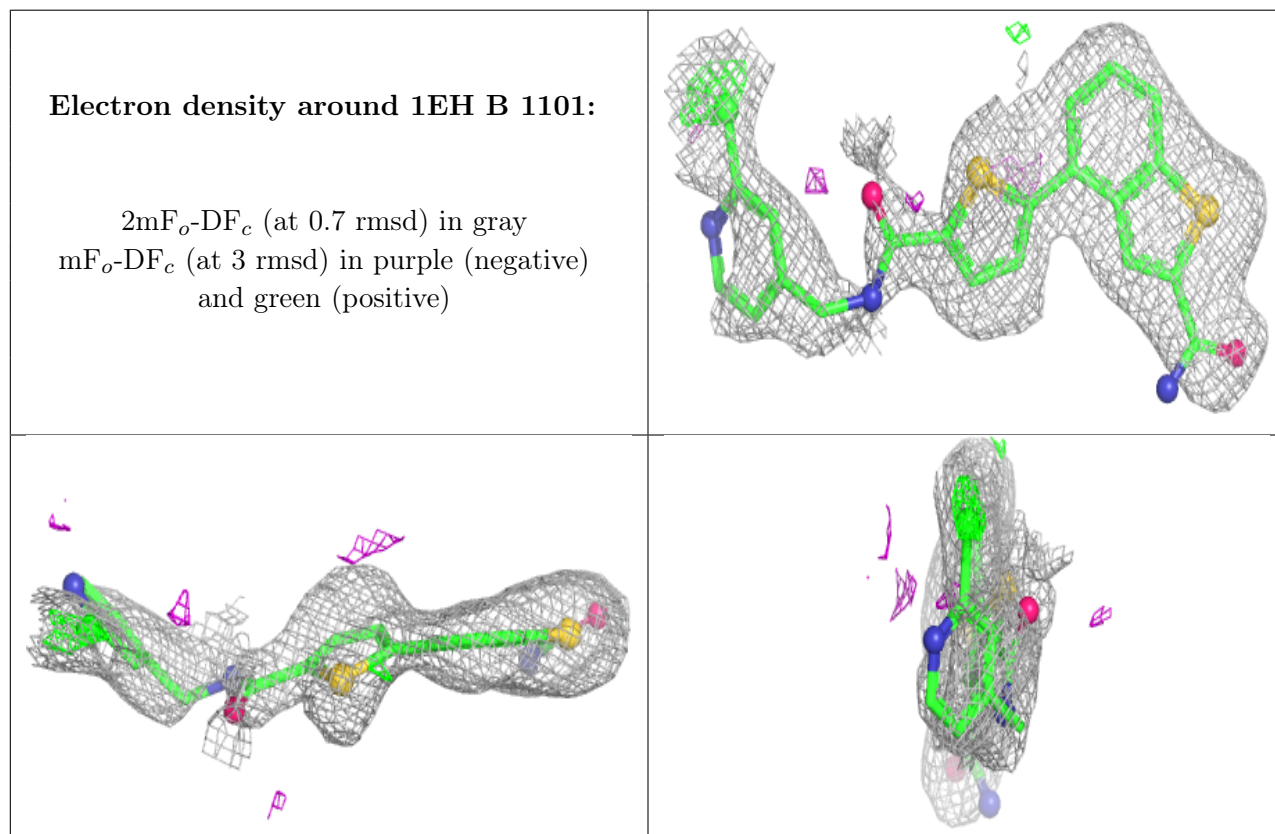 Electron density around 1EH B 1101:
2mFo-DFc (at 0.7 rmsd) in gray
mFo-DFc (at 3 rmsd) in purple (negative)
and green (positive)